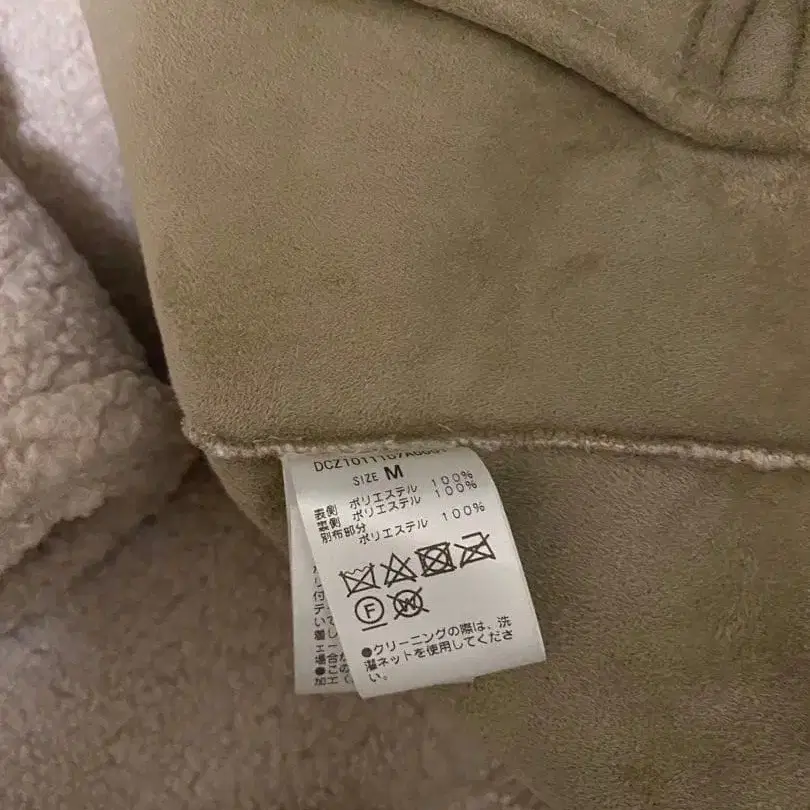 SIZE M
表側 ポリエステル 100%
裏側 ポリエステル 100%
別布部分
ポリエステル 100%
F
W
●クリーニングの際は、洗
濯ネットを使用してくださ
い。